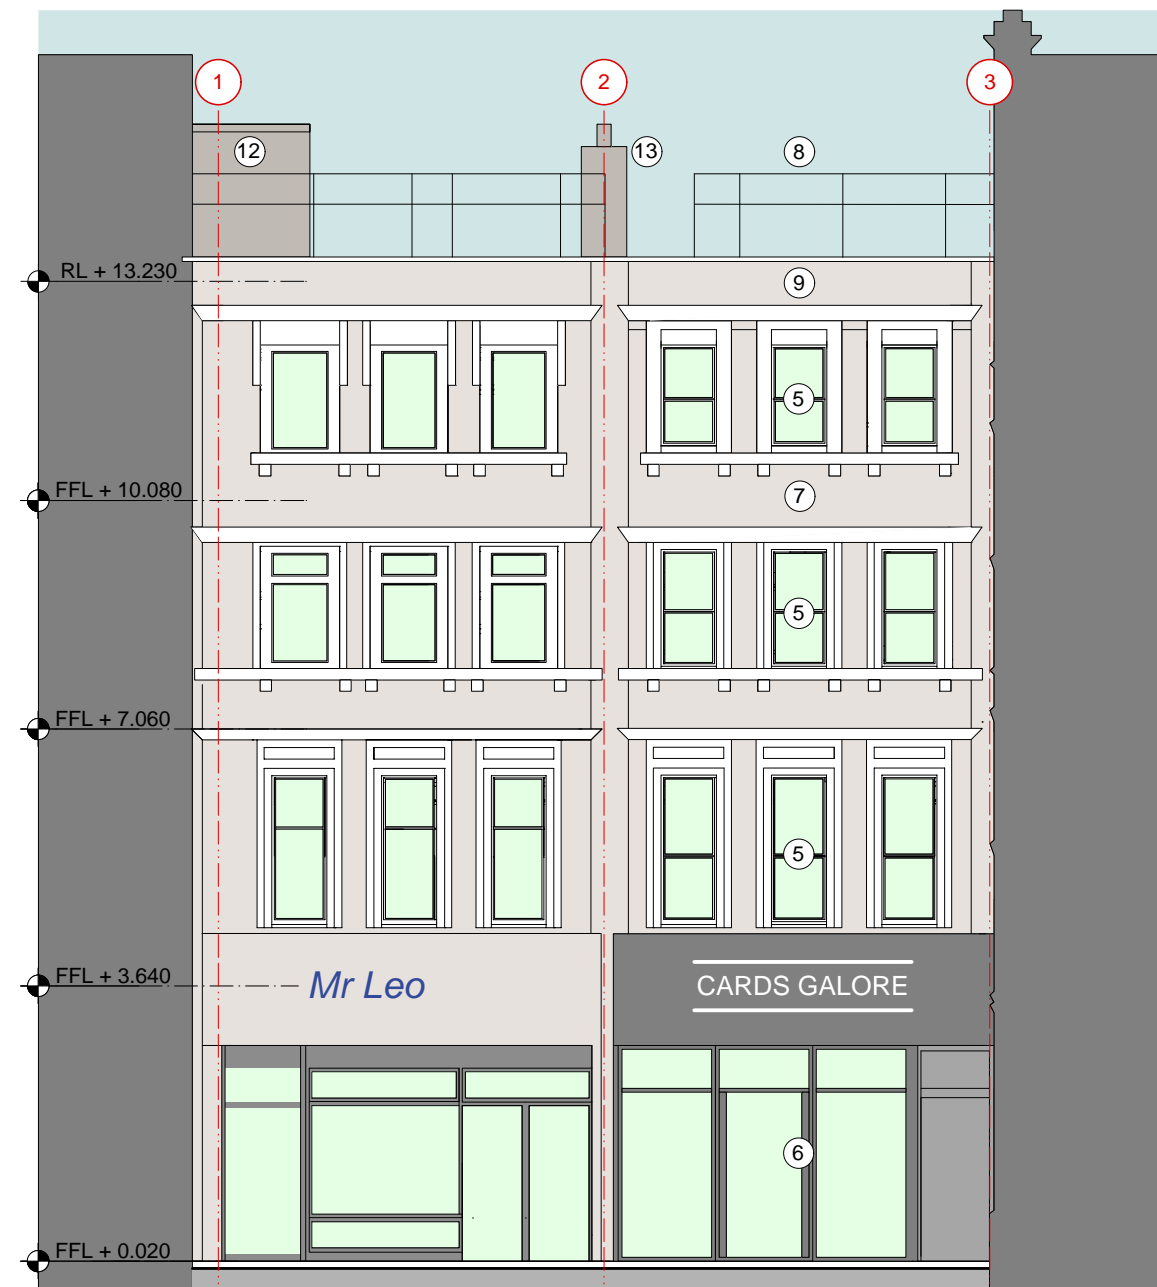 1 2 3
12 13 8
RL + 13.230
9
5
FFL + 10.080
7
5
FFL + 7.060
5
FFL + 3.640
Mr Leo
CARDS GALORE
6
FFL + 0.020